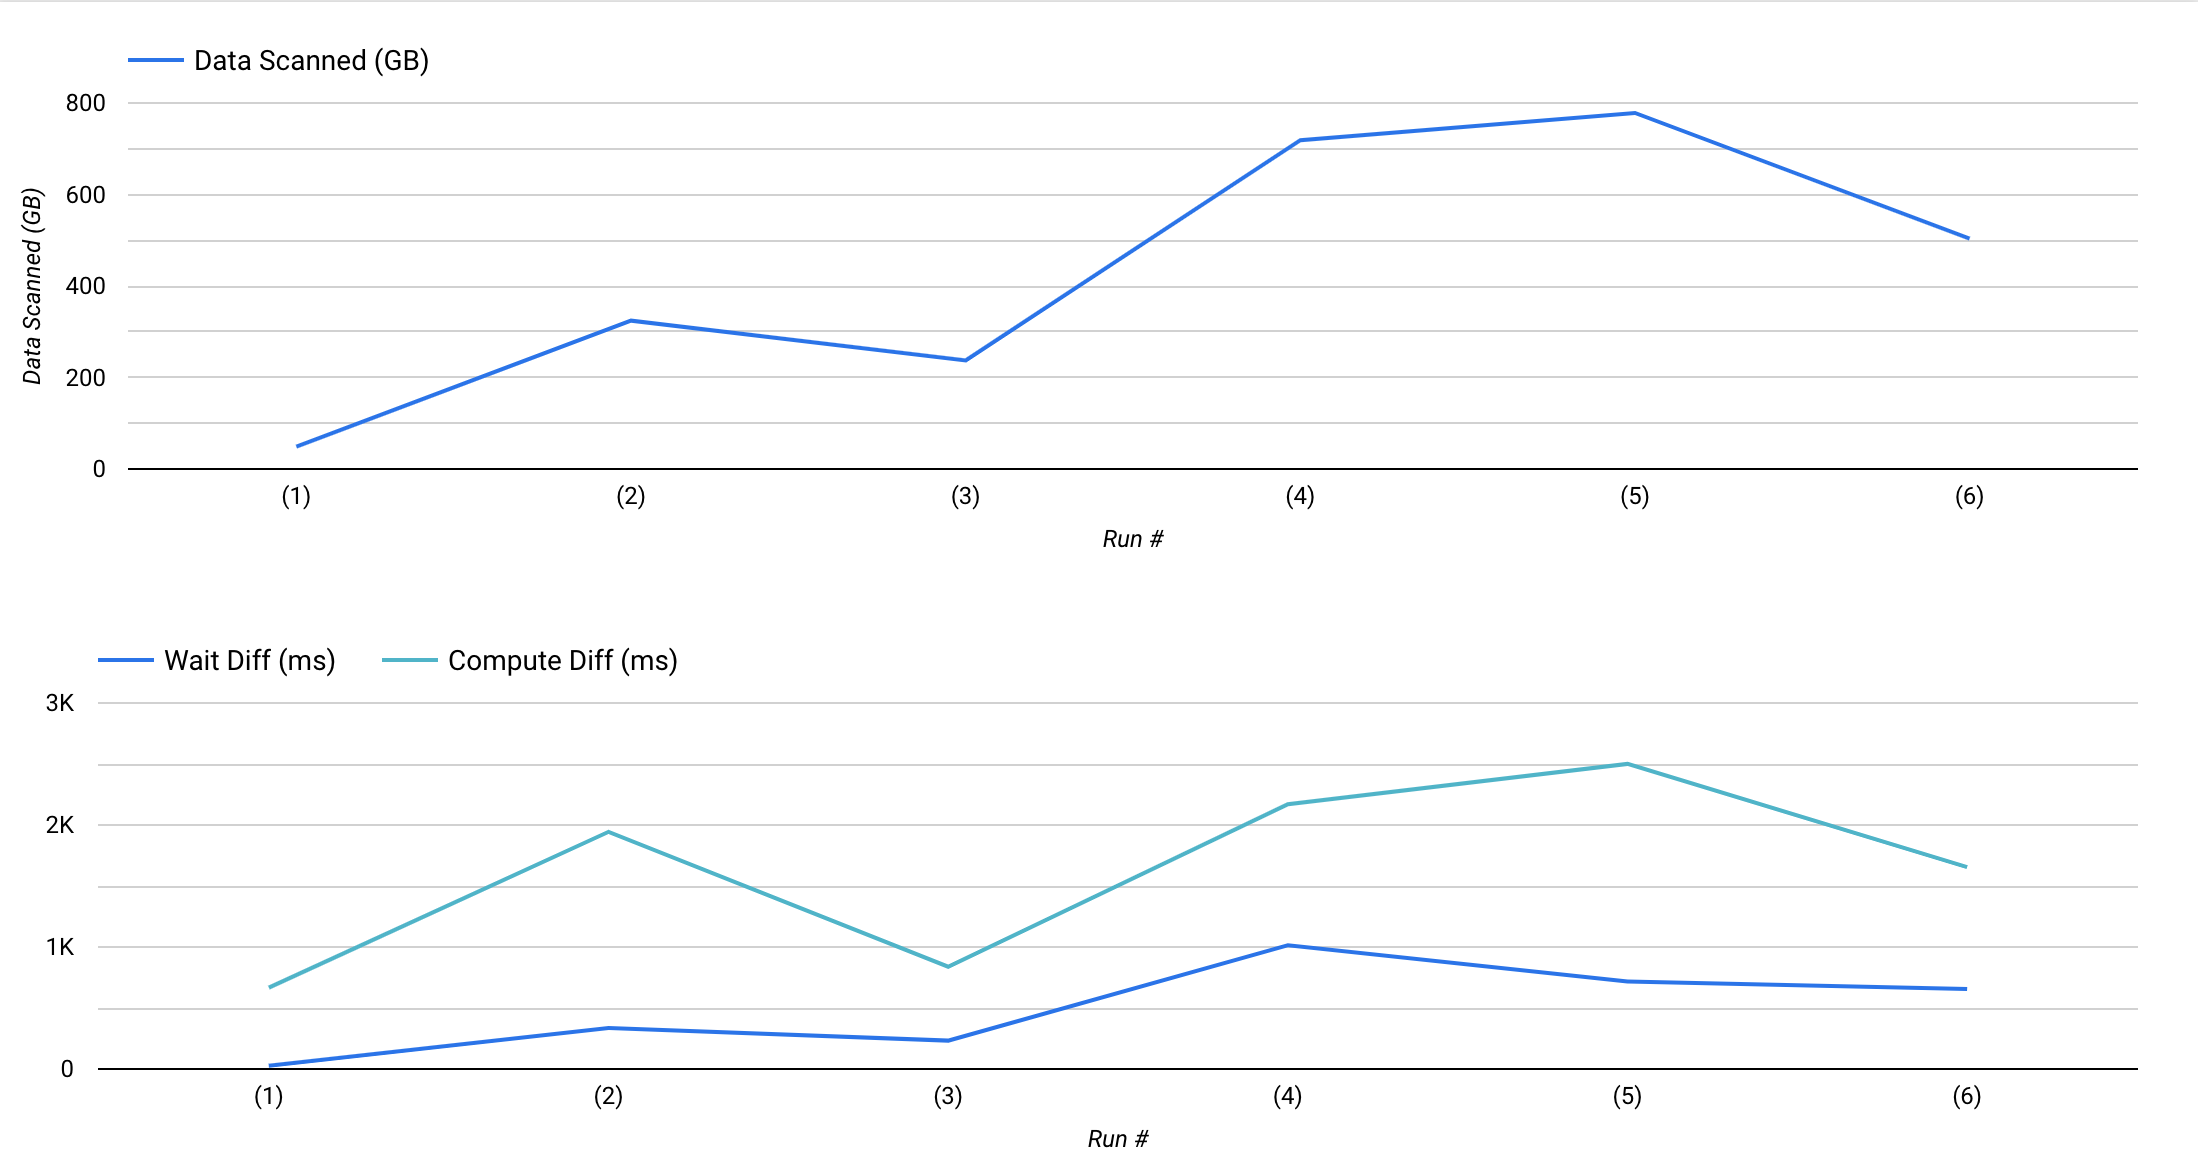 Data Scanned (GB)
800
600
400
200
0
Data Scanned (GB)
(1) (2) (3) (4) (5) (6)
Run #
Wait Diff (ms) Compute Diff (ms)
3K
2K
1K
0
(1) (2) (3) (4) (5) (6)
Run #